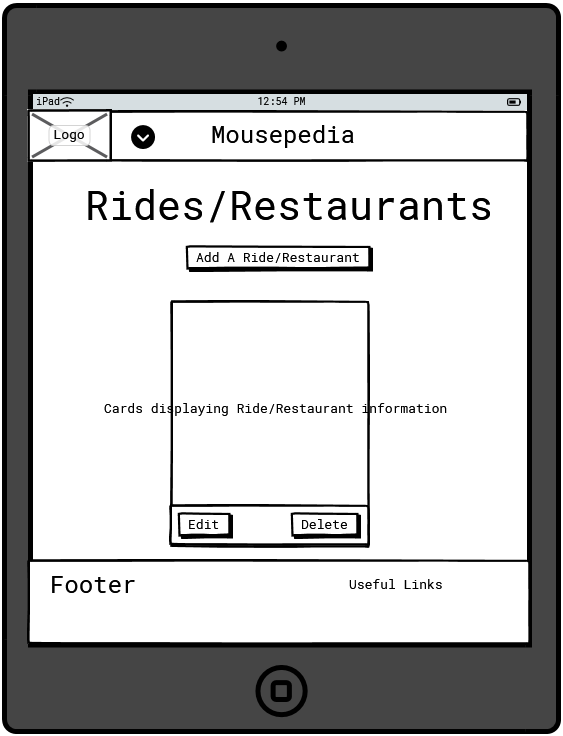 iPad 12:54 PM
Logo Mousepedia
Rides/Restaurants
Add A Ride/Restaurant
Cards displaying Ride/Restaurant information
Edit Delete
Footer Useful Links